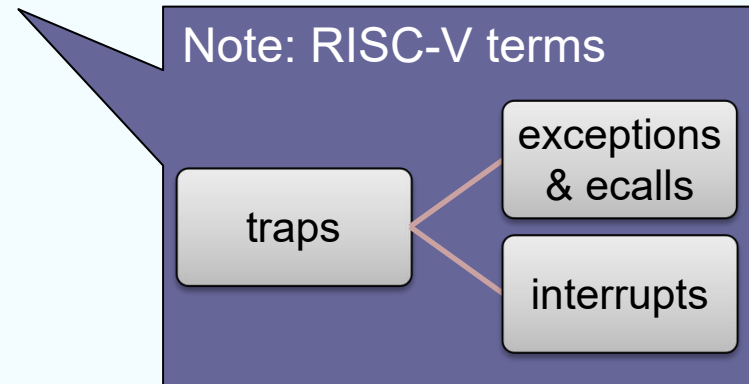 Note: RISC-V terms
exceptions
& ecalls
traps
interrupts